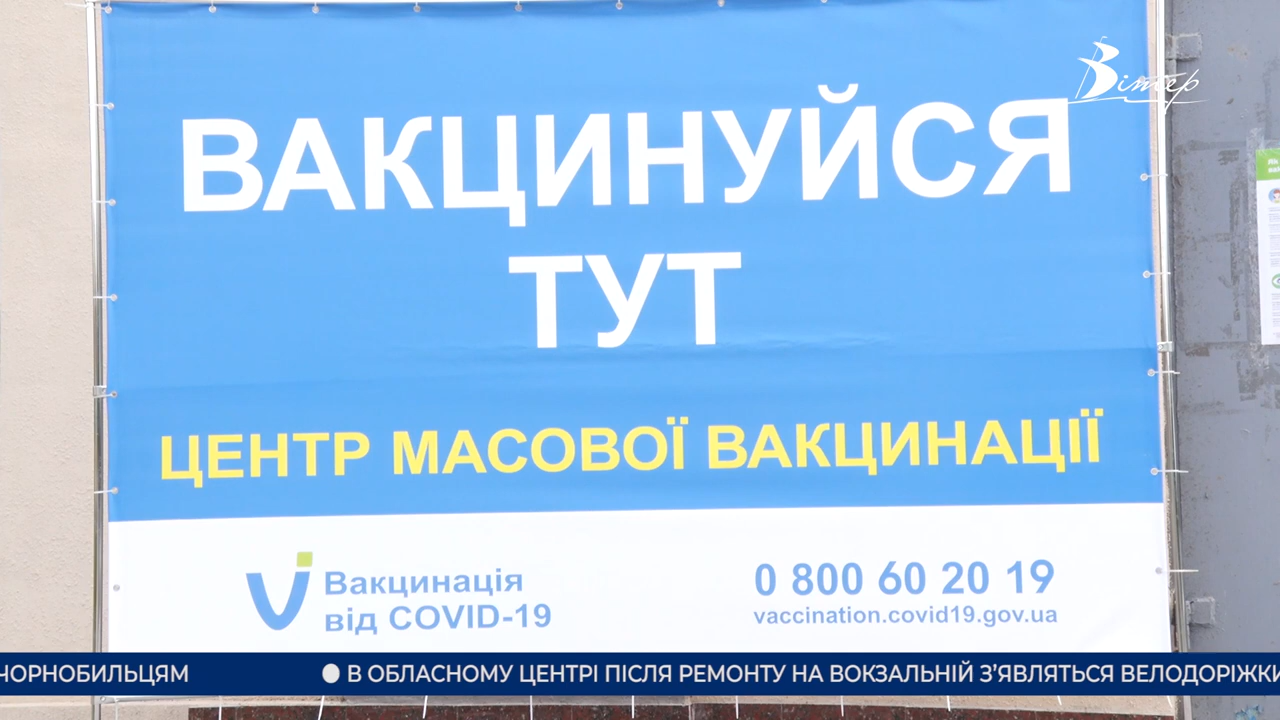 Вітер
ВАКЦИНУЙСЯ
ТУТ
ЦЕНТР МАСОВОЇ ВАКЦИНАЦІЇ
Вакцинація
від COVID-19
0 800 60 20 19
vaccination.covid19.gov.ua
ЧОРНОБИЛЬЦЯМ
В ОБЛАСНОМУ ЦЕНТРІ ПІСЛЯ РЕМОНТУ НА ВОКЗАЛЬНІЙ З’ЯВЛЯТЬСЯ ВЕЛОДОРІЖКИ